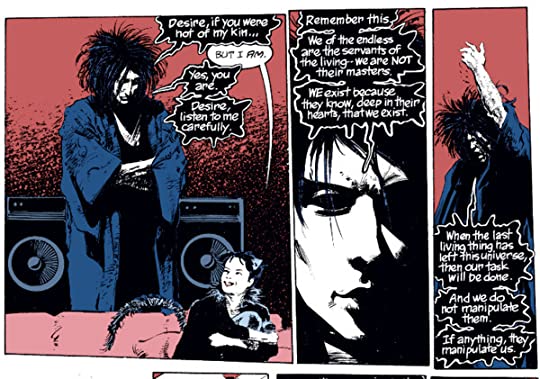 Desire, if you were
not of my kin...
BUT I AM.
Yes, you
are.
Desire,
listen to me
carefully.
Remember this.
We of the endless
are the servants of
the living--we are NOT
their masters.
WE exist because
they know, deep in their
hearts, that we exist.
When the last
living thing has
left this universe,
then our task
will be done.
And we do
not manipulate
them.
If anything, they
manipulate us.